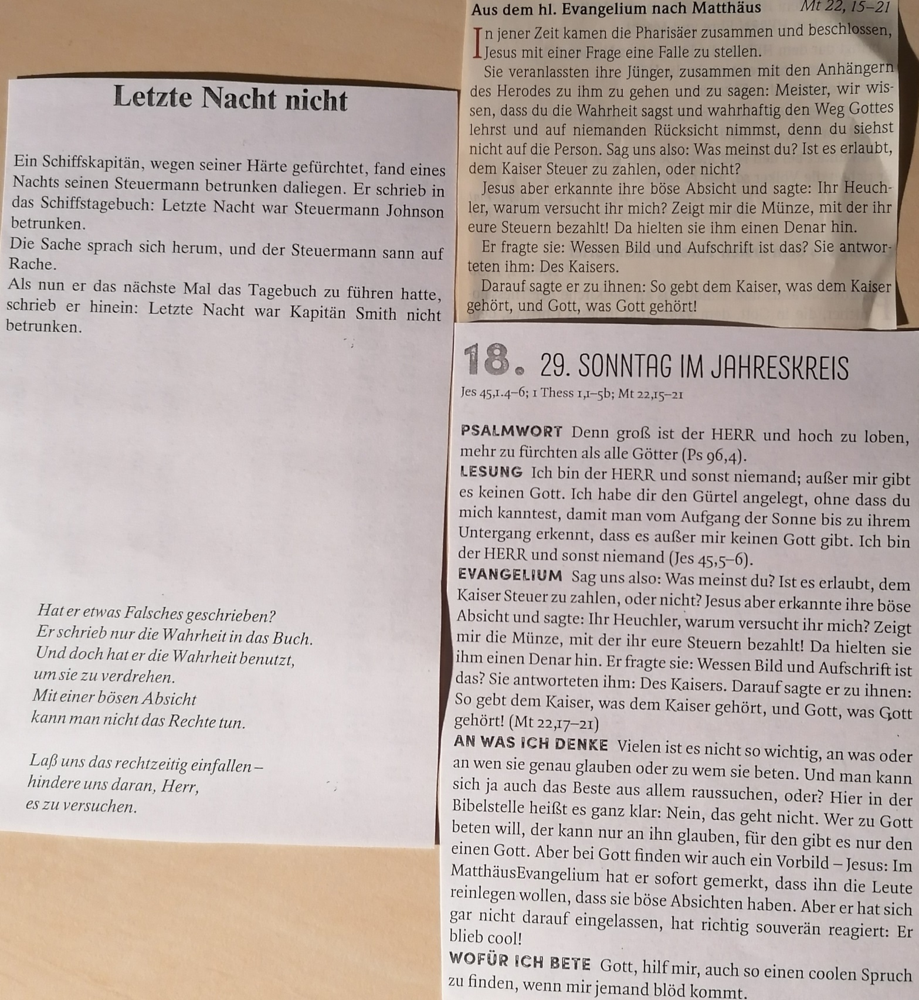 Letzte Nacht nicht
Ein Schiffskapitän, wegen seiner Härte gefürchtet, fand eines
Nachts seinen Steuermann betrunken daliegen. Er schrieb in
das Schiffstagebuch: Letzte Nacht war Steuermann Johnson
betrunken.
Die Sache sprach sich herum, und der Steuermann sann auf
Rache.
Als nun er das nächste Mal das Tagebuch zu führen hatte,
schrieb er hinein: Letzte Nacht war Kapitän Smith nicht
betrunken.
Hat er etwas Falsches geschrieben?
Er schrieb nur die Wahrheit in das Buch.
Und doch hat er die Wahrheit benutzt,
um sie zu verdrehen.
Mit einer bösen Absicht
kann man nicht das Rechte tun.
Laß uns das rechtzeitig einfallen –
hindere uns daran, Herr,
es zu versuchen.
Aus dem hl. Evangelium nach Matthäus Mt 22, 15–21
In jener Zeit kamen die Pharisäer zusammen und beschlossen,
Jesus mit einer Frage eine Falle zu stellen.
Sie veranlassten ihre Jünger, zusammen mit den Anhängern
des Herodes zu ihm zu gehen und zu sagen: Meister, wir wis-
sen, dass du die Wahrheit sagst und wahrhaftig den Weg Gottes
lehrst und auf niemanden Rücksicht nimmst, denn du siehst
nicht auf die Person. Sag uns also: Was meinst du? Ist es erlaubt,
dem Kaiser Steuer zu zahlen, oder nicht?
Jesus aber erkannte ihre böse Absicht und sagte: Ihr Heuch-
ler, warum versucht ihr mich? Zeigt mir die Münze, mit der ihr
eure Steuern bezahlt! Da hielten sie ihm einen Denar hin.
Er fragte sie: Wessen Bild und Aufschrift ist das? Sie antwor-
teten ihm: Des Kaisers.
Darauf sagte er zu ihnen: So gebt dem Kaiser, was dem Kaiser
gehört, und Gott, was Gott gehört!
18. 29. SONNTAG IM JAHRESKREIS
Jes 45,1.4–6; 1 Thess 1,1–5b; Mt 22,15–21
PSALMWORT Denn groß ist der HERR und hoch zu loben,
mehr zu fürchten als alle Götter (Ps 96,4).
LESUNG Ich bin der HERR und sonst niemand; außer mir gibt
es keinen Gott. Ich habe dir den Gürtel angelegt, ohne dass du
mich kanntest, damit man vom Aufgang der Sonne bis zu ihrem
Untergang erkennt, dass es außer mir keinen Gott gibt. Ich bin
der HERR und sonst niemand (Jes 45,5–6).
EVANGELIUM Sag uns also: Was meinst du? Ist es erlaubt, dem
Kaiser Steuer zu zahlen, oder nicht? Jesus aber erkannte ihre böse
Absicht und sagte: Ihr Heuchler, warum versucht ihr mich? Zeigt
mir die Münze, mit der ihr eure Steuern bezahlt! Da hielten sie
ihm einen Denar hin. Er fragte sie: Wessen Bild und Aufschrift ist
das? Sie antworteten ihm: Des Kaisers. Darauf sagte er zu ihnen:
So gebt dem Kaiser, was dem Kaiser gehört, und Gott, was Gott
gehört! (Mt 22,17–21)
AN WAS ICH DENKE Vielen ist es nicht so wichtig, an was oder
an wen sie genau glauben oder zu wem sie beten. Und man kann
sich ja auch das Beste aus allem raussuchen, oder? Hier in der
Bibelstelle heißt es ganz klar: Nein, das geht nicht. Wer zu Gott
beten will, der kann nur an ihn glauben, für den gibt es nur den
einen Gott. Aber bei Gott finden wir auch ein Vorbild – Jesus: Im
MatthäusEvangelium hat er sofort gemerkt, dass ihn die Leute
reinlegen wollen, dass sie böse Absichten haben. Aber er hat sich
gar nicht darauf eingelassen, hat richtig souverän reagiert: Er
blieb cool!
WOFÜR ICH BETE Gott, hilf mir, auch so einen coolen Spruch
zu finden, wenn mir jemand blöd kommt.